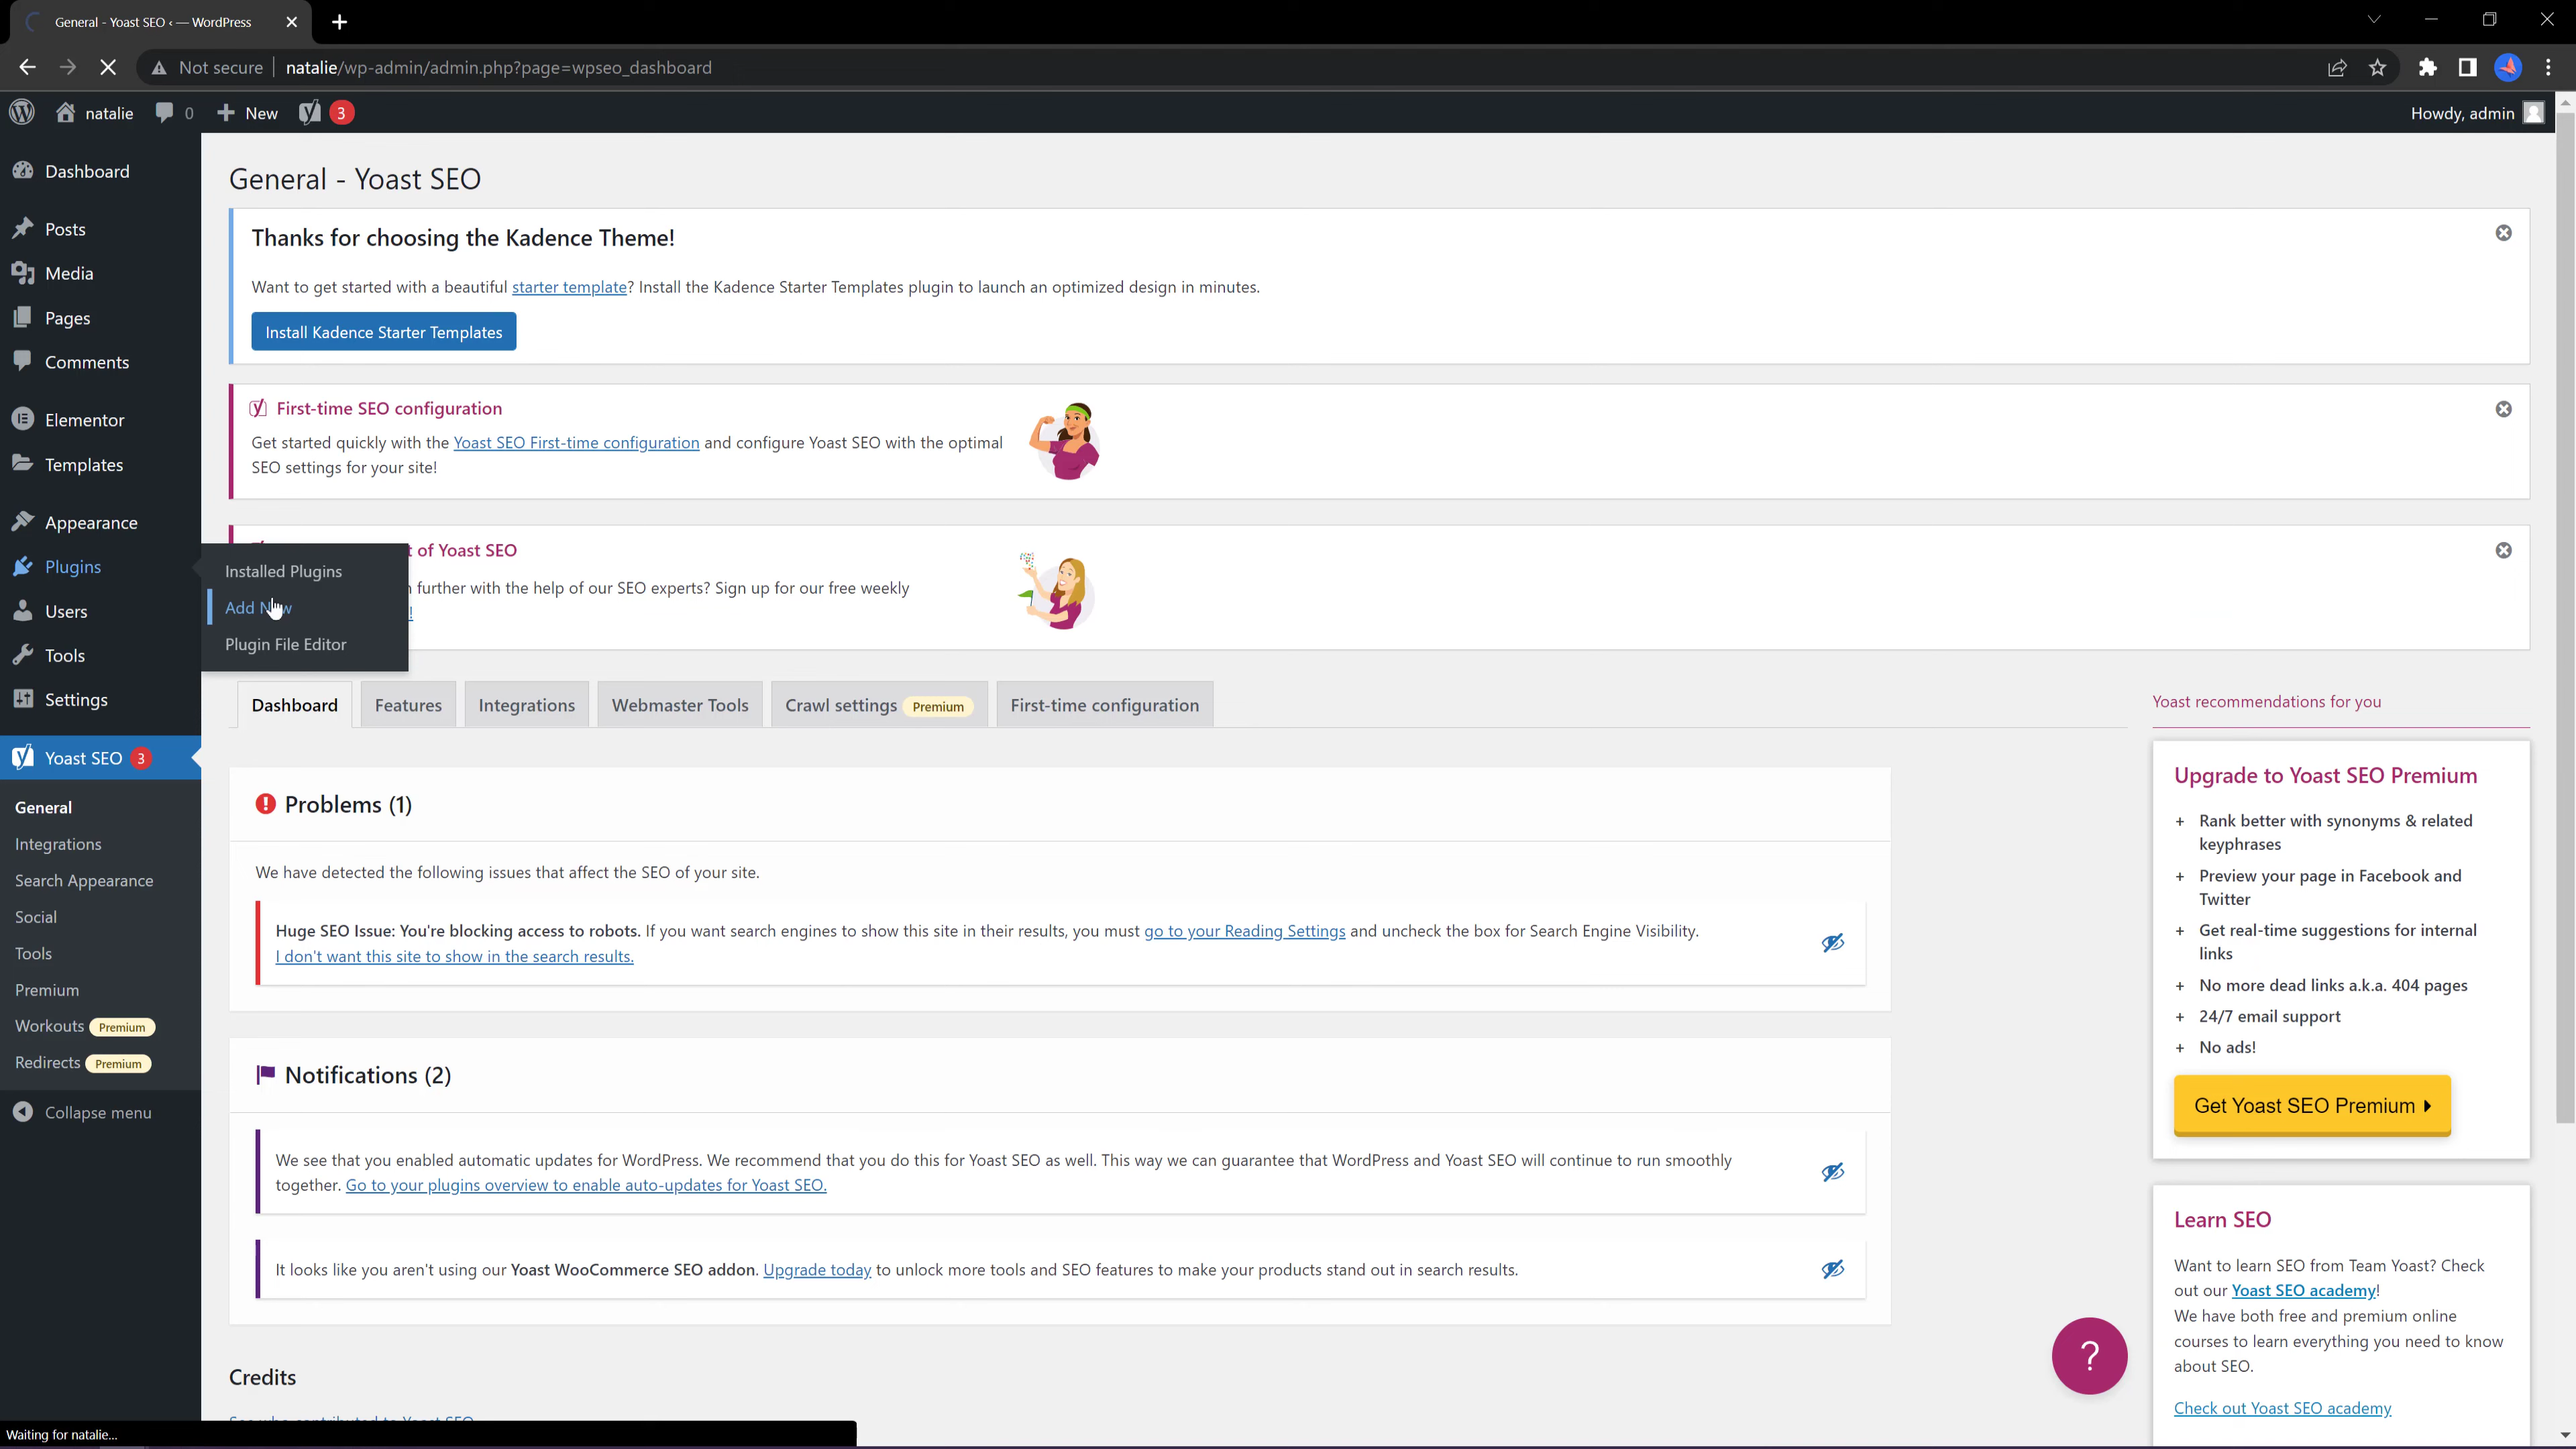 General - Yoast SEO ‹ — WordPress
Not secure natalie/wp-admin/admin.php?page=wpseo_dashboard
natalie 0 New 3 Howdy, admin
Dashboard
Posts
Media
Pages
Comments
Elementor
Templates
Appearance
Plugins
Users
Tools
Settings
Yoast SEO 3
General
Integrations
Search Appearance
Social
Tools
Premium
Workouts Premium
Redirects Premium
Collapse menu
Installed Plugins
Add New
Plugin File Editor
General - Yoast SEO
Thanks for choosing the Kadence Theme!
Want to get started with a beautiful starter template? Install the Kadence Starter Templates plugin to launch an optimized design in minutes.
Install Kadence Starter Templates
First-time SEO configuration
Get started quickly with the Yoast SEO First-time configuration and configure Yoast SEO with the optimal
SEO settings for your site!
of Yoast SEO
further with the help of our SEO experts? Sign up for our free weekly
!
Dashboard Features Integrations Webmaster Tools Crawl settings Premium First-time configuration
Problems (1)
We have detected the following issues that affect the SEO of your site.
Huge SEO Issue: You're blocking access to robots. If you want search engines to show this site in their results, you must go to your Reading Settings and uncheck the box for Search Engine Visibility.
I don't want this site to show in the search results.
Notifications (2)
We see that you enabled automatic updates for WordPress. We recommend that you do this for Yoast SEO as well. This way we can guarantee that WordPress and Yoast SEO will continue to run smoothly
together. Go to your plugins overview to enable auto-updates for Yoast SEO.
It looks like you aren't using our Yoast WooCommerce SEO addon. Upgrade today to unlock more tools and SEO features to make your products stand out in search results.
Credits
Yoast recommendations for you
Upgrade to Yoast SEO Premium
+ Rank better with synonyms & related
keyphrases
+ Preview your page in Facebook and
Twitter
+ Get real-time suggestions for internal
links
+ No more dead links a.k.a. 404 pages
+ 24/7 email support
+ No ads!
Get Yoast SEO Premium
Learn SEO
Want to learn SEO from Team Yoast? Check
out our Yoast SEO academy!
We have both free and premium online
courses to learn everything you need to know
about SEO.
Check out Yoast SEO academy
?
Waiting for natalie...